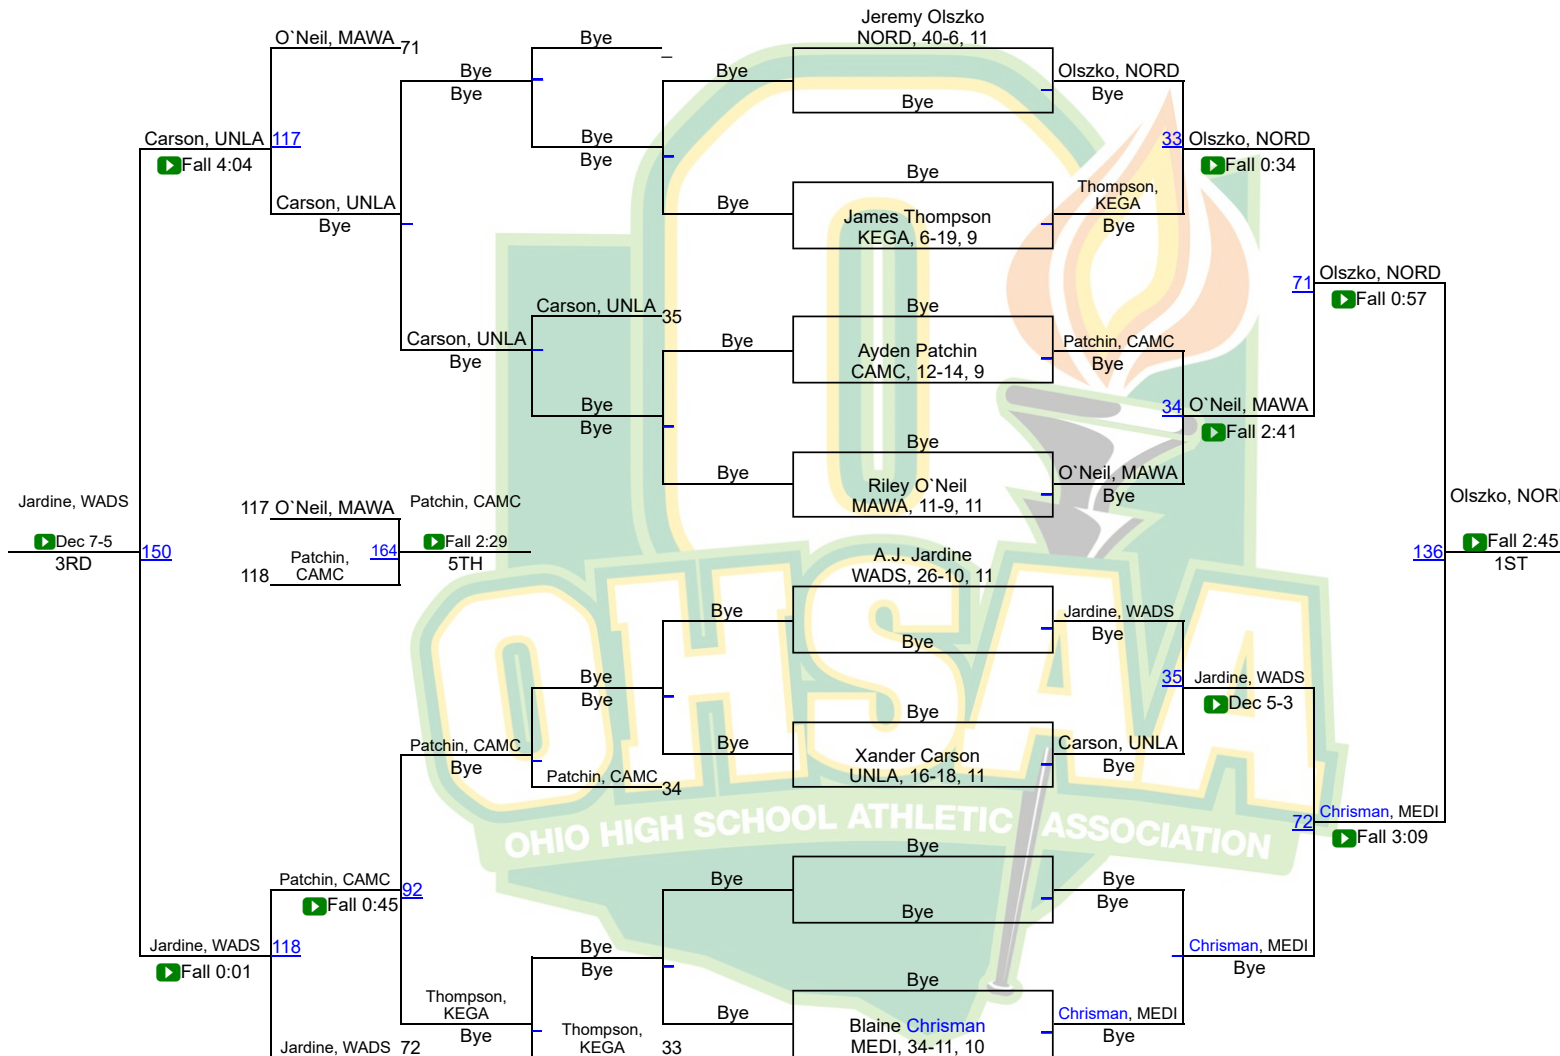 Jeremy Olszko
NORD, 40-6, 11
O`Neil, MAWA
71
Bye
_
Bye
Bye
Bye
Olszko, NORD
Bye
Bye
Carson, UNLA
117
Fall 4:04
Bye
Bye
33
Olszko, NORD
Fall 0:34
Bye
Thompson,
KEGA
Bye
Carson, UNLA
Bye
Bye
James Thompson
KEGA, 6-19, 9
71
Olszko, NORD
Fall 0:57
Carson, UNLA
35
Bye
Carson, UNLA
Bye
Bye
Ayden Patchin
CAMC, 12-14, 9
Patchin, CAMC
Bye
Bye
Bye
34
O`Neil, MAWA
Fall 2:41
Bye
Bye
Riley O`Neil
MAWA, 11-9, 11
O`Neil, MAWA
Bye
Jardine, WADS
Dec 7-5
3RD
150
117
O`Neil, MAWA
Patchin, CAMC
164
Fall 2:29
5TH
118
Patchin,
CAMC
136
Fall 2:45
1ST
A.J. Jardine
WADS, 26-10, 11
Bye
Bye
Jardine, WADS
Bye
Bye
Bye
35
Jardine, WADS
Dec 5-3
Bye
Bye
Xander Carson
UNLA, 16-18, 11
Carson, UNLA
Bye
Patchin, CAMC
Bye
Patchin, CAMC
34
OHSAA
OHIO HIGH SCHOOL ATHLETIC ASSOCIATION
72
Chrisman, MEDI
Fall 3:09
Bye
Bye
Bye
Bye
Bye
Patchin, CAMC
92
Fall 0:45
Jardine, WADS
118
Fall 0:01
Bye
Bye
Chrisman, MEDI
Bye
Bye
Bye
Blaine Chrisman
MEDI, 34-11, 10
Chrisman, MEDI
Bye
Thompson,
KEGA
Bye
Thompson,
KEGA
33
Jardine, WADS
72